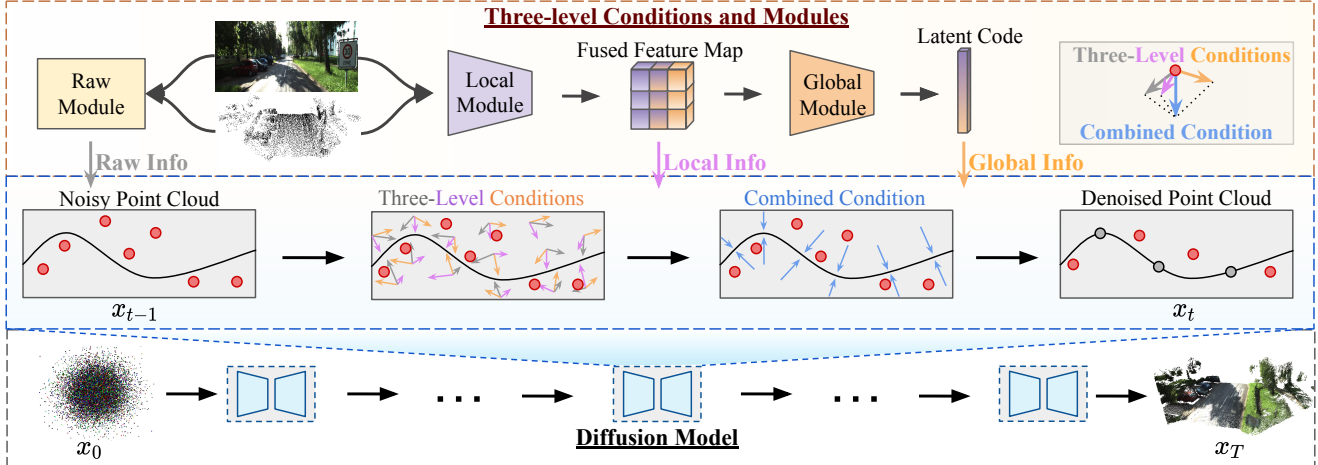 Three-level Conditions and Modules
Raw
Module
Local
Module
Fused Feature Map
Global
Module
Latent Code
Three-Level Conditions
Combined Condition
Raw Info
Local Info
Global Info
Noisy Point Cloud
Three-Level Conditions
Combined Condition
Denoised Point Cloud
x_{t-1}
x_t
x_0
...
...
x_T
Diffusion Model